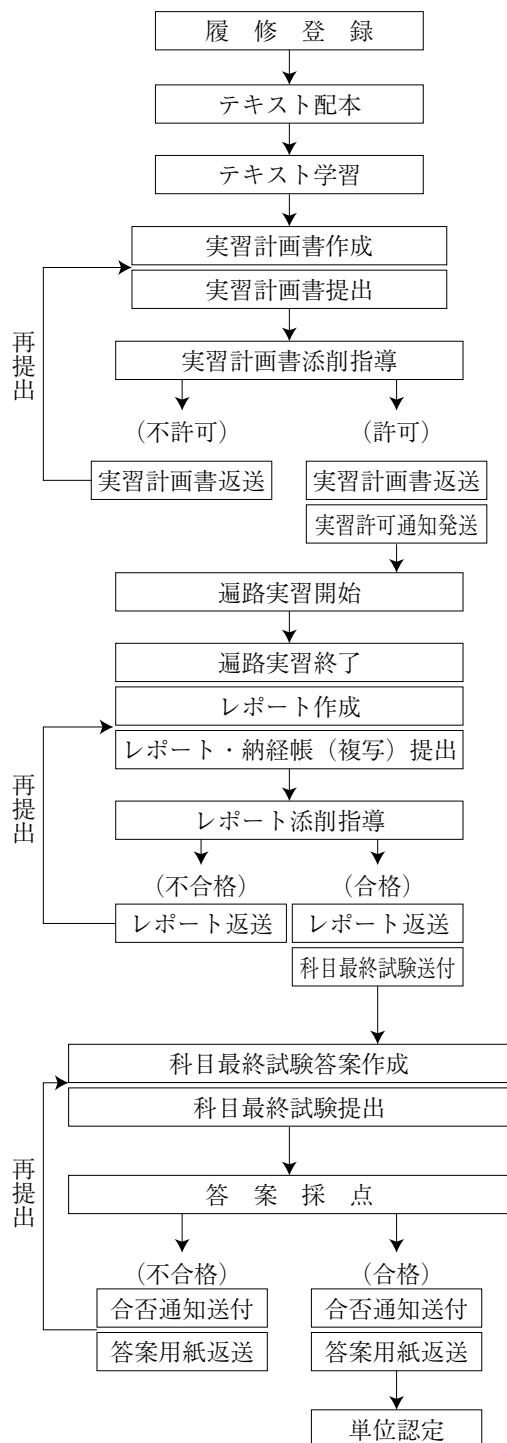 履　修　登　録
テキスト配本
テキスト学習
実習計画書作成
実習計画書提出
再提出
実習計画書添削指導
（不許可）　（許可）
実習計画書返送　実習計画書返送
実習許可通知発送
遍路実習開始
遍路実習終了
レポート作成
レポート・納経帳（複写）提出
再提出
レポート添削指導
（不合格）　（合格）
レポート返送　レポート返送
科目最終試験送付
科目最終試験答案作成
科目最終試験提出
再提出
答　案　採　点
（不合格）　（合格）
合否通知送付　合否通知送付
答案用紙返送　答案用紙返送
単位認定